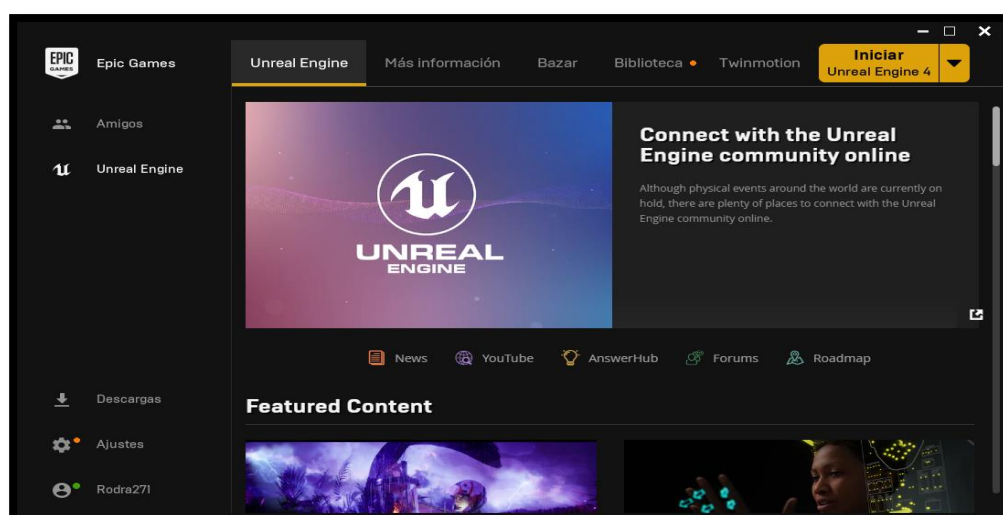 EPIC
GAMES
Epic Games
Unreal Engine
Más información
Bazar
Biblioteca
Twinmotion
Iniciar
Unreal Engine 4
Amigos
Unreal Engine
Descargas
Ajustes
Rodra271
UNREAL
ENGINE
Connect with the Unreal
Engine community online
Although physical events around the world are currently on
hold, there are plenty of places to connect with the Unreal
Engine community online.
News
YouTube
AnswerHub
Forums
Roadmap
Featured Content